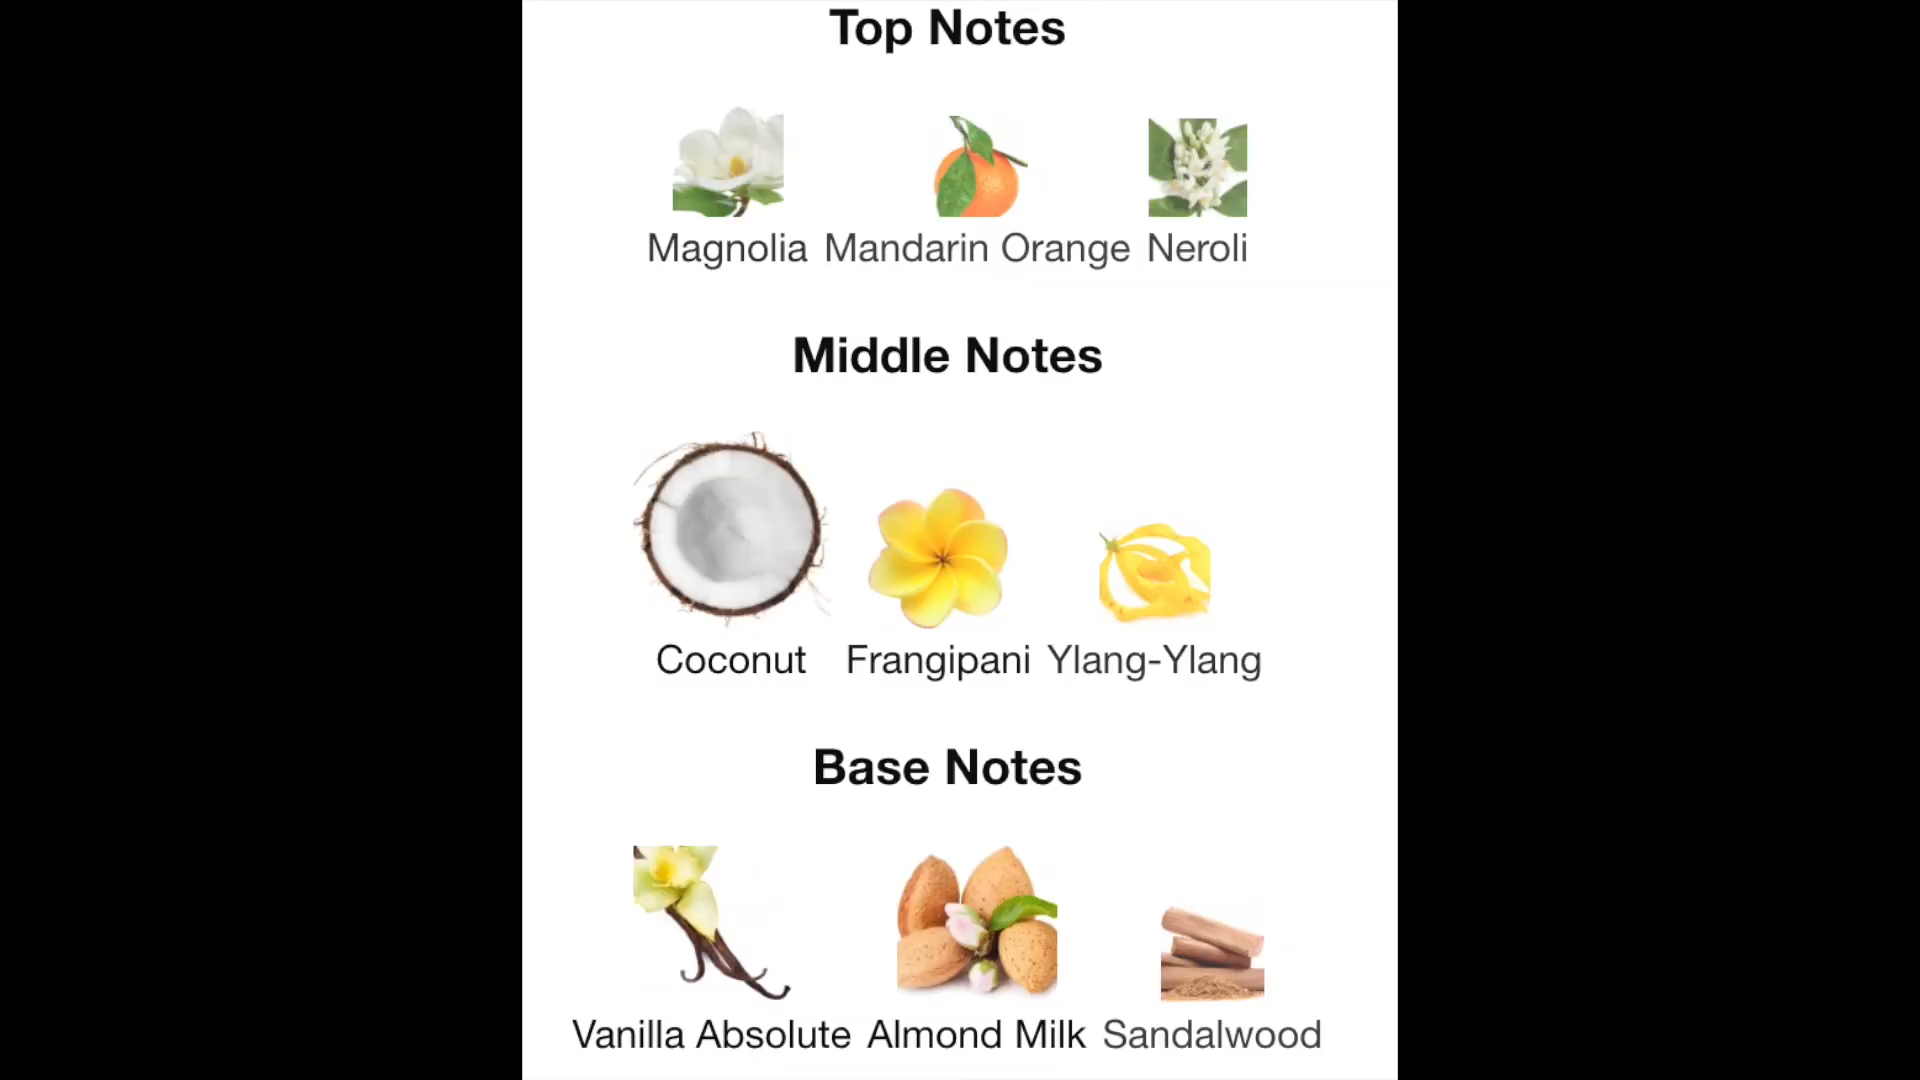 Top Notes
Magnolia Mandarin Orange Neroli
Middle Notes
Coconut Frangipani Ylang-Ylang
Base Notes
Vanilla Absolute Almond Milk Sandalwood